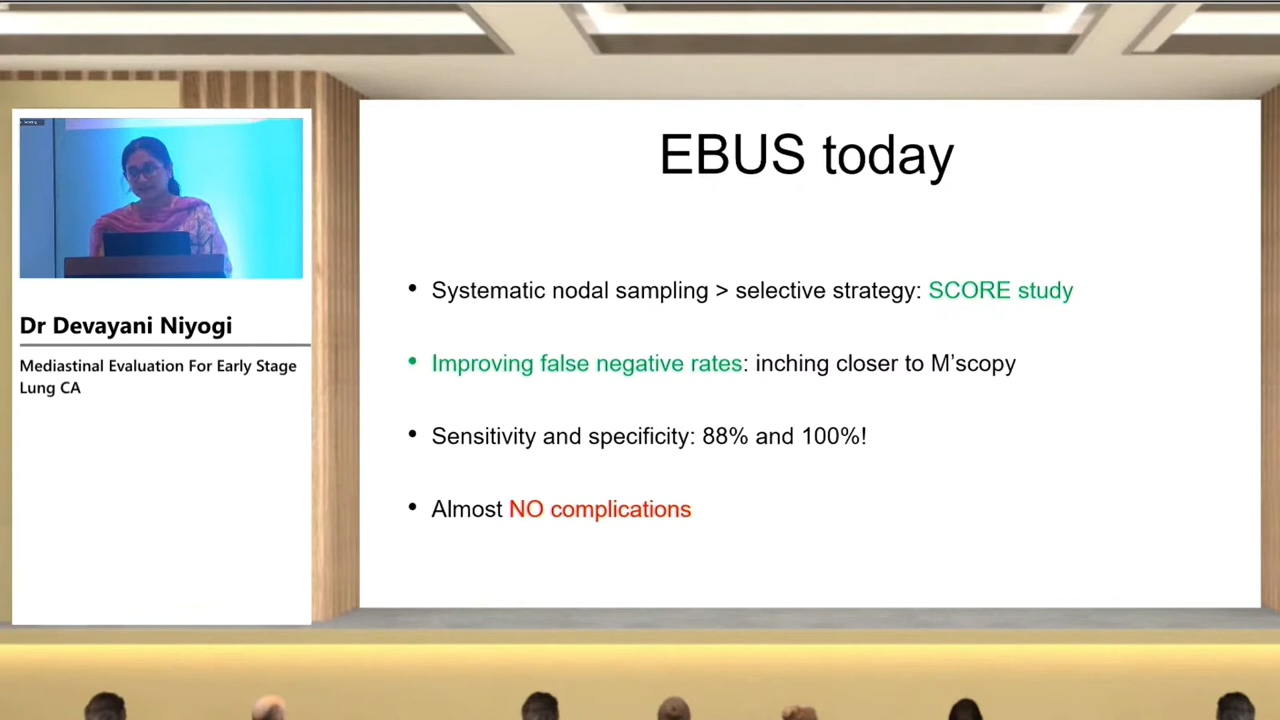 Dr Devayani Niyogi
Mediastinal Evaluation For Early Stage
Lung CA
EBUS today
• Systematic nodal sampling > selective strategy: SCORE study
• Improving false negative rates: inching closer to M’scopy
• Sensitivity and specificity: 88% and 100%!
• Almost NO complications